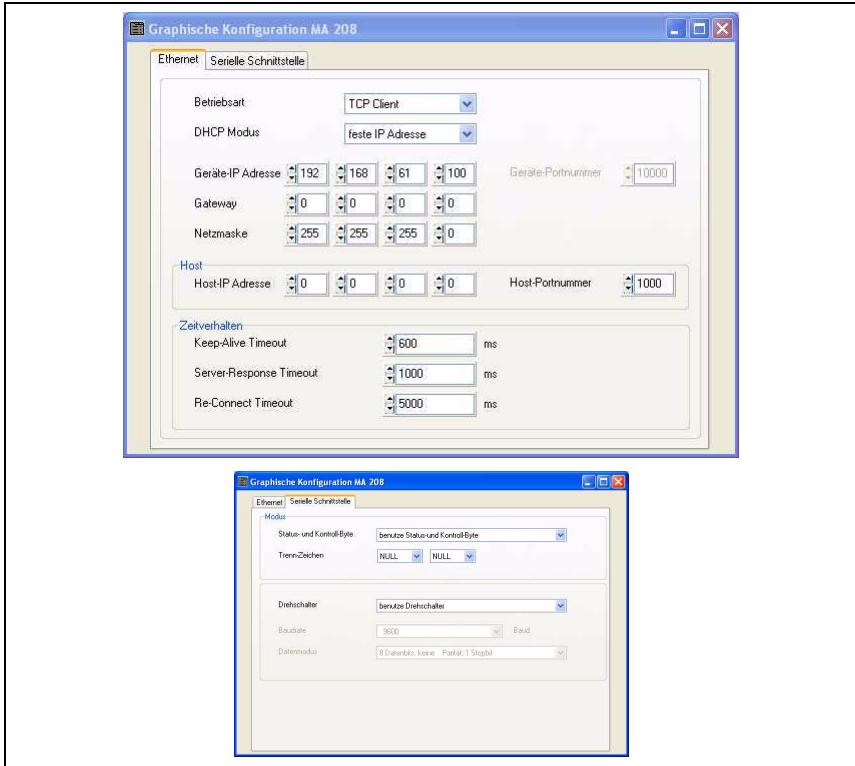 Graphische Konfiguration MA 208
Ethernet Serielle Schnittstelle
Betriebsart TCP Client
DHCP Modus feste IP Adresse
Geräte-IP Adresse 192 168 61 100 Geräte-Portnummer 10000
Gateway 0 0 0 0
Netzmaske 255 255 255 0
Host
Host-IP Adresse 0 0 0 0 Host-Portnummer 1000
Zeitverhalten
Keep-Alive Timeout 600 ms
Server-Response Timeout 1000 ms
Re-Connect Timeout 5000 ms
Graphische Konfiguration MA 208
Ethernet Serielle Schnittstelle
Modus
Status- und Kontroll-Byte benutze Status-und Kontroll-Byte
Trenn-Zeichen NULL NULL
Drehschalter benutze Drehschalter
Baudrate 9600 Baud
Datenmodus 8 Datenbits, keine Parität, 1 Stopbit